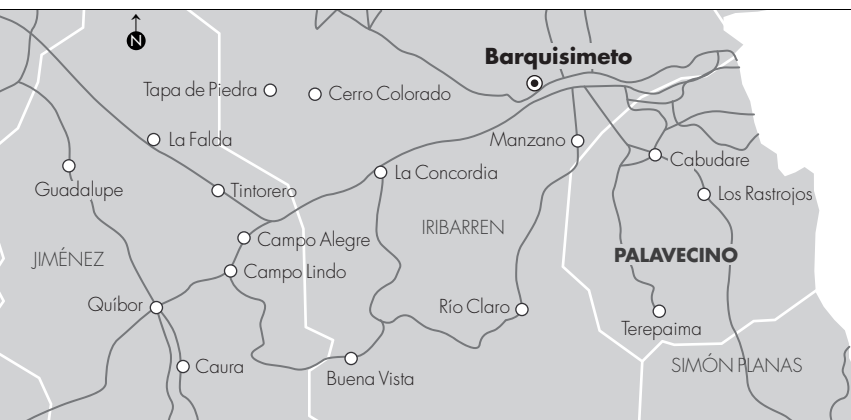 N
Barquisimeto
Tapa de Piedra
Cerro Colorado
La Falda
Manzano
Cabudare
Guadalupe
La Concordia
Tintorero
Los Rastrojos
IRIBARREN
Campo Alegre
JIMÉNEZ
PALAVECINO
Campo Lindo
Quíbor
Río Claro
Terepaima
Caura
Buena Vista
SIMÓN PLANAS